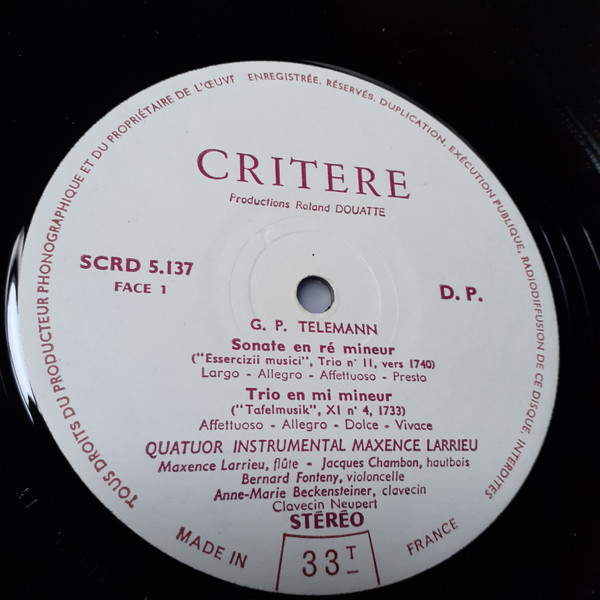 TOUS DROITS DU PRODUCTEUR PHONOGRAPHIQUE ET DU PROPRIÉTAIRE DE L'ŒUVE ENREGISTRÉE, RÉSERVÉS. DUPLICATION, EXÉCUTION PUBLIQUE, RADIODIFFUSION DE CE DISQUE, INTERDITES
CRITERE
Productions Roland DOUATTE
SCRD 5.137
FACE 1
D. P.
G. P. TELEMANN
Sonate en ré mineur
("Essercizii musici", Trio n° 11, vers 1740)
Largo - Allegro - Affettuoso - Presto
Trio en mi mineur
("Tafelmusik", XI n° 4, 1733)
Affettuoso - Allegro - Dolce - Vivace
QUATUOR INSTRUMENTAL MAXENCE LARRIEU
Maxence Larrieu, flûte - Jacques Chambon, hautbois
Bernard Fonteny, violoncelle
Anne-Marie Beckensteiner, clavecin
Clavecin Neupert
STÉRÉO
33 T
MADE IN FRANCE